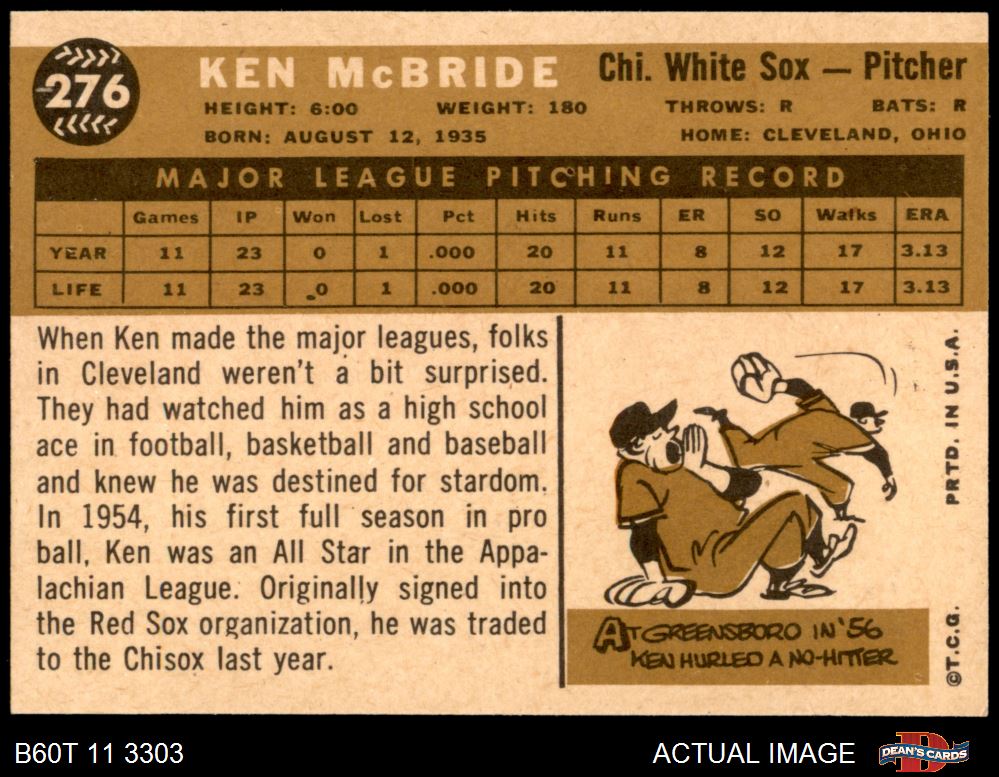 276
KEN McBRIDE Chi. White Sox — Pitcher
HEIGHT: 6:00 WEIGHT: 180 THROWS: R BATS: R
BORN: AUGUST 12, 1935 HOME: CLEVELAND, OHIO
MAJOR LEAGUE PITCHING RECORD
Games IP Won Lost Pct Hits Runs ER SO Walks ERA
YEAR 11 23 0 1 .000 20 11 8 12 17 3.13
LIFE 11 23 0 1 .000 20 11 8 12 17 3.13
When Ken made the major leagues, folks
in Cleveland weren't a bit surprised.
They had watched him as a high school
ace in football, basketball and baseball
and knew he was destined for stardom.
In 1954, his first full season in pro
ball, Ken was an All Star in the Appa-
lachian League. Originally signed into
the Red Sox organization, he was traded
to the Chisox last year.
AT GREENSBORO IN '56
KEN HURLED A NO-HITTER
©T.C.G. PRTD. IN U.S.A.
B60T 11 3303 ACTUAL IMAGE DEAN'S CARDS